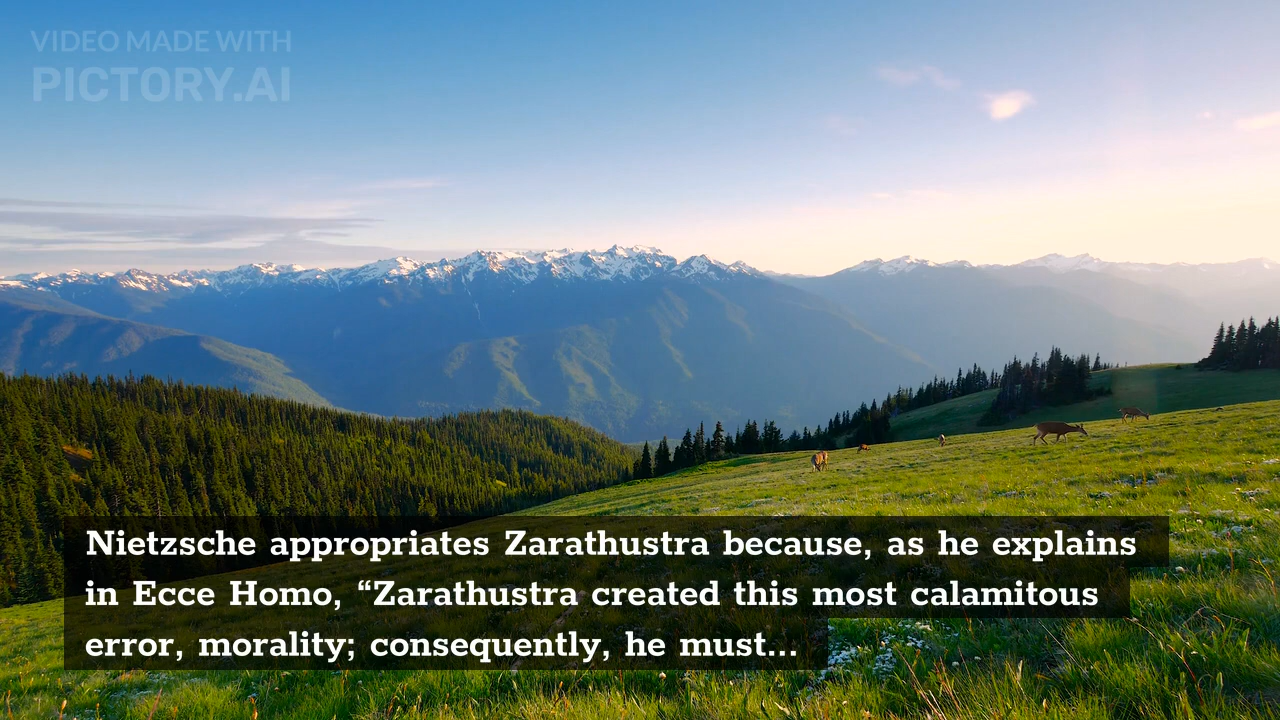 VIDEO MADE WITH
PICTORY.AI
Nietzsche appropriates Zarathustra because, as he explains
in Ecce Homo, “Zarathustra created this most calamitous
error, morality; consequently, he must...